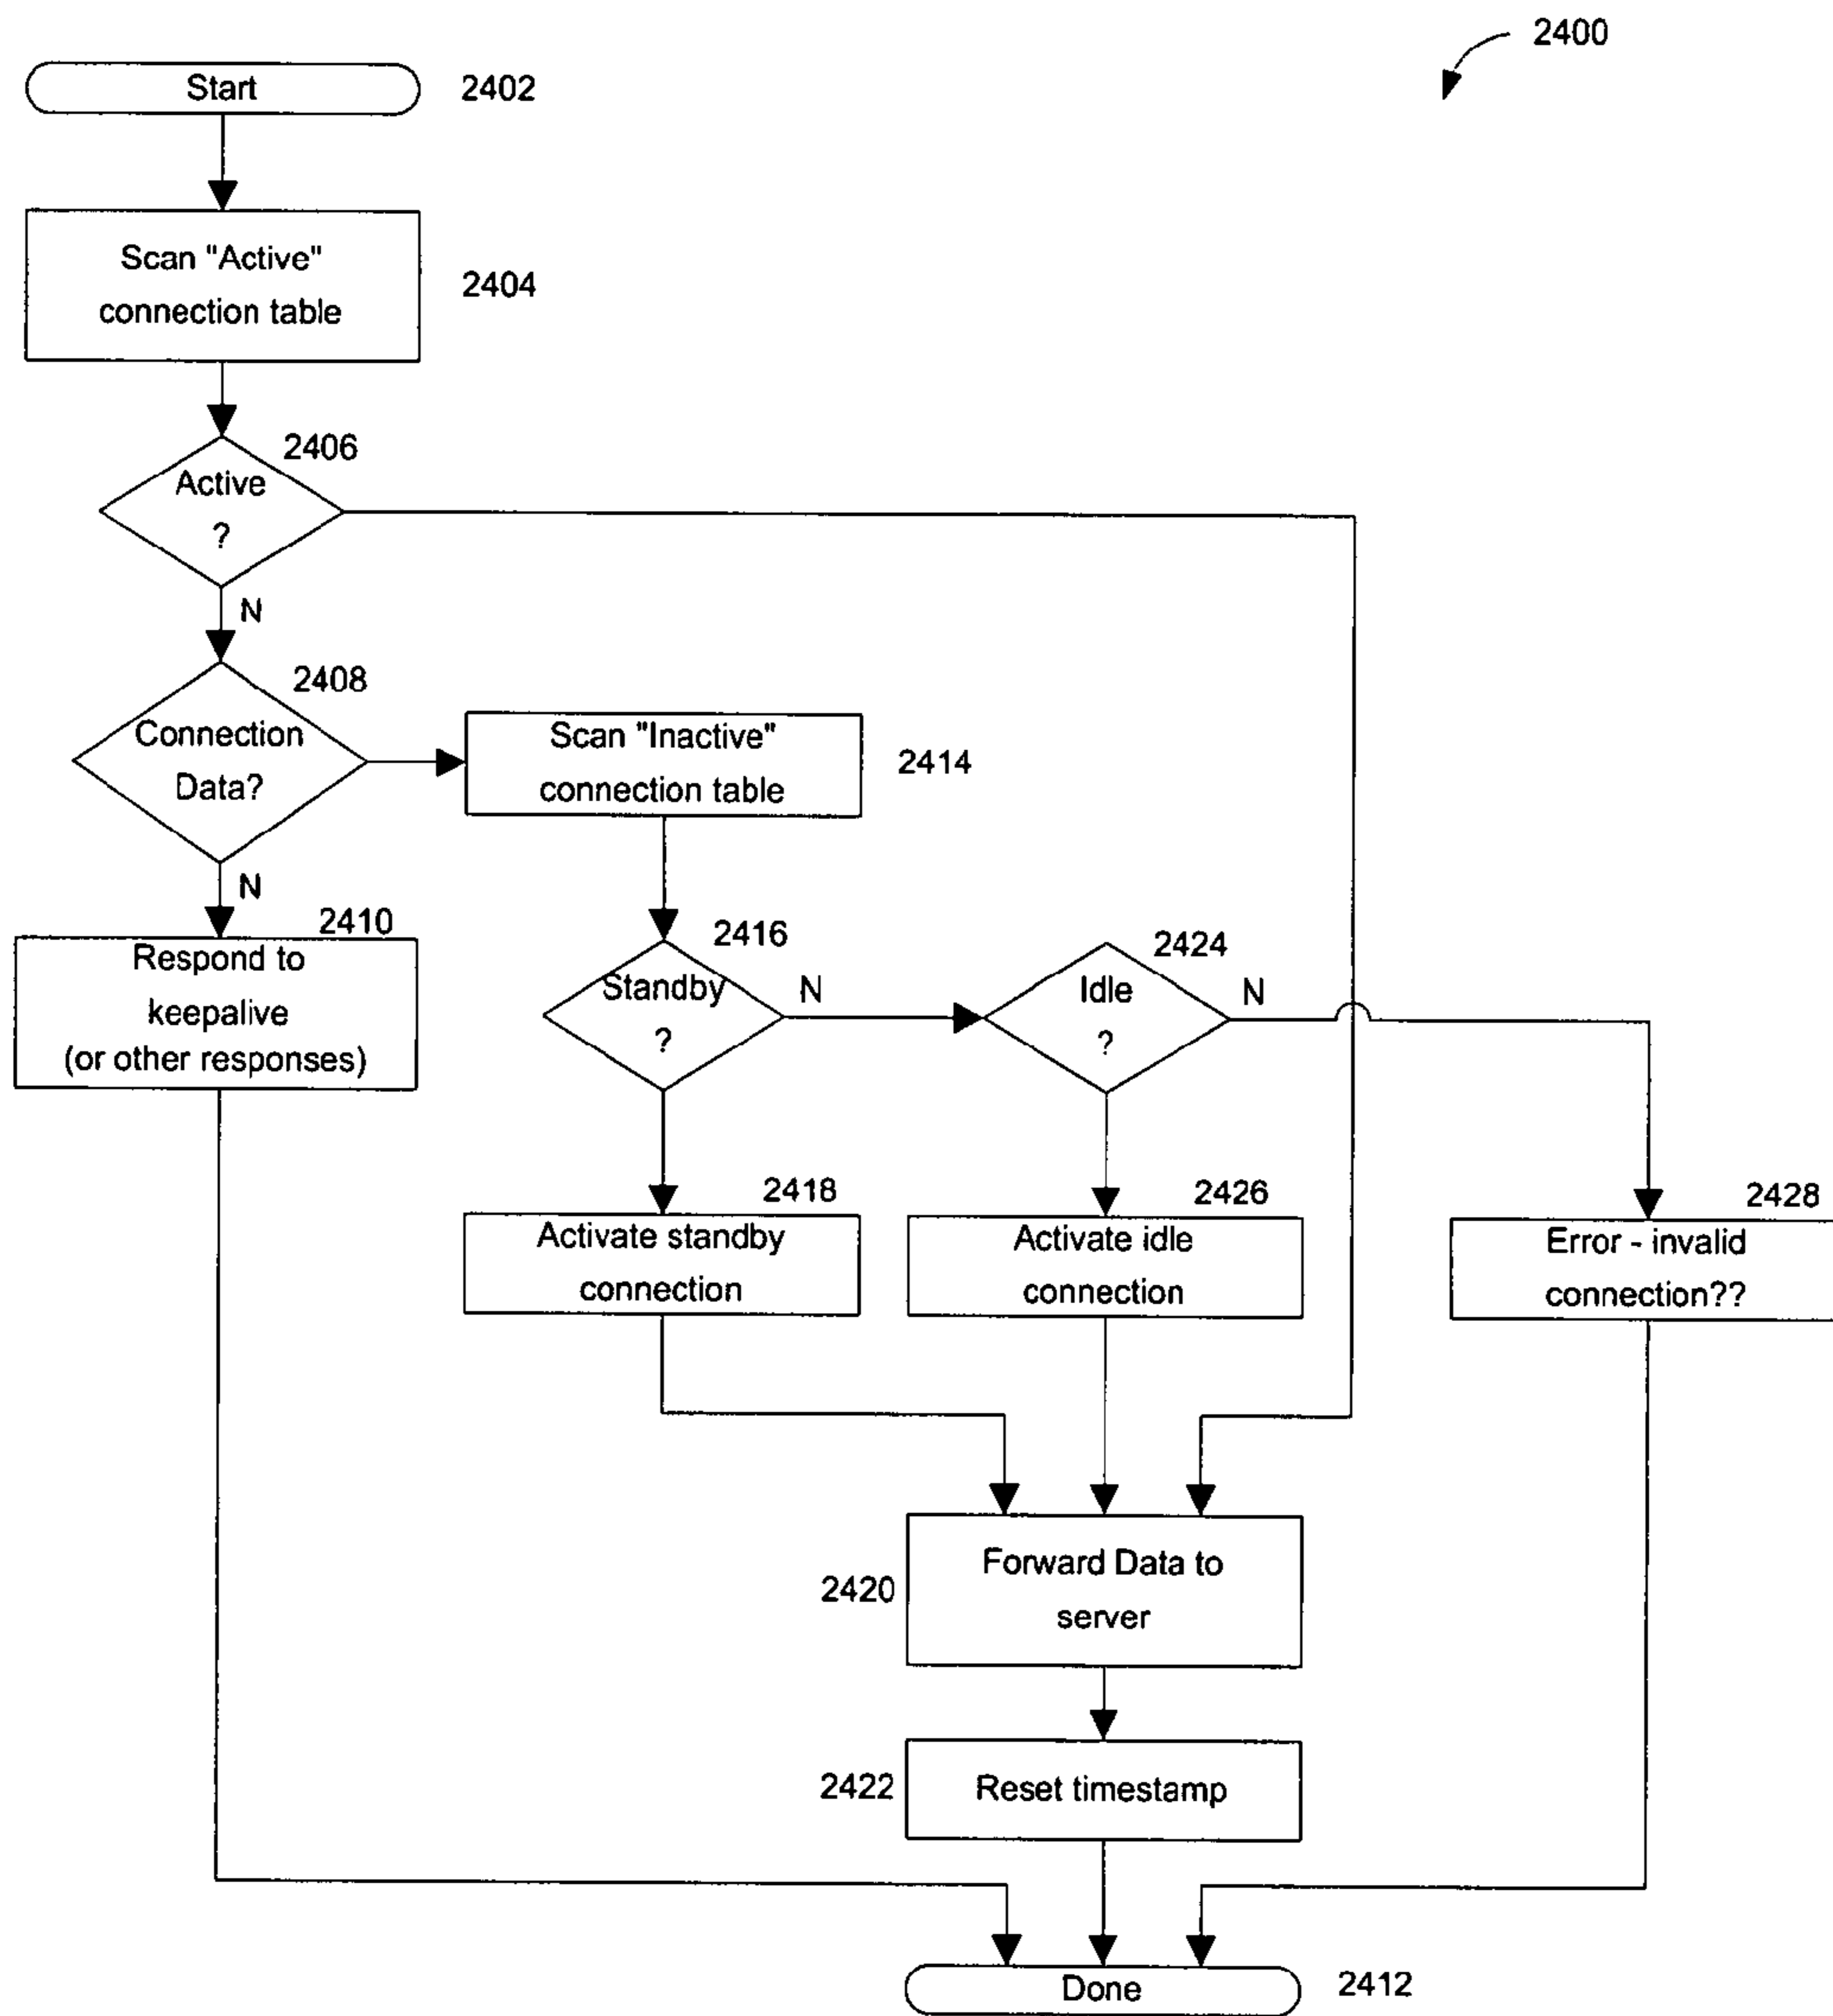 2400
Start
2402
Scan "Active"
connection table
2404
2406
Active
?
N
2408
Connection
Data?
N
Scan "Inactive"
connection table
2414
2410
Respond to
keepalive
(or other responses)
2416
Standby
?
N
2424
Idle
?
N
2418
Activate standby
connection
2426
Activate idle
connection
2428
Error - invalid
connection??
2420
Forward Data to
server
2422
Reset timestamp
Done
2412